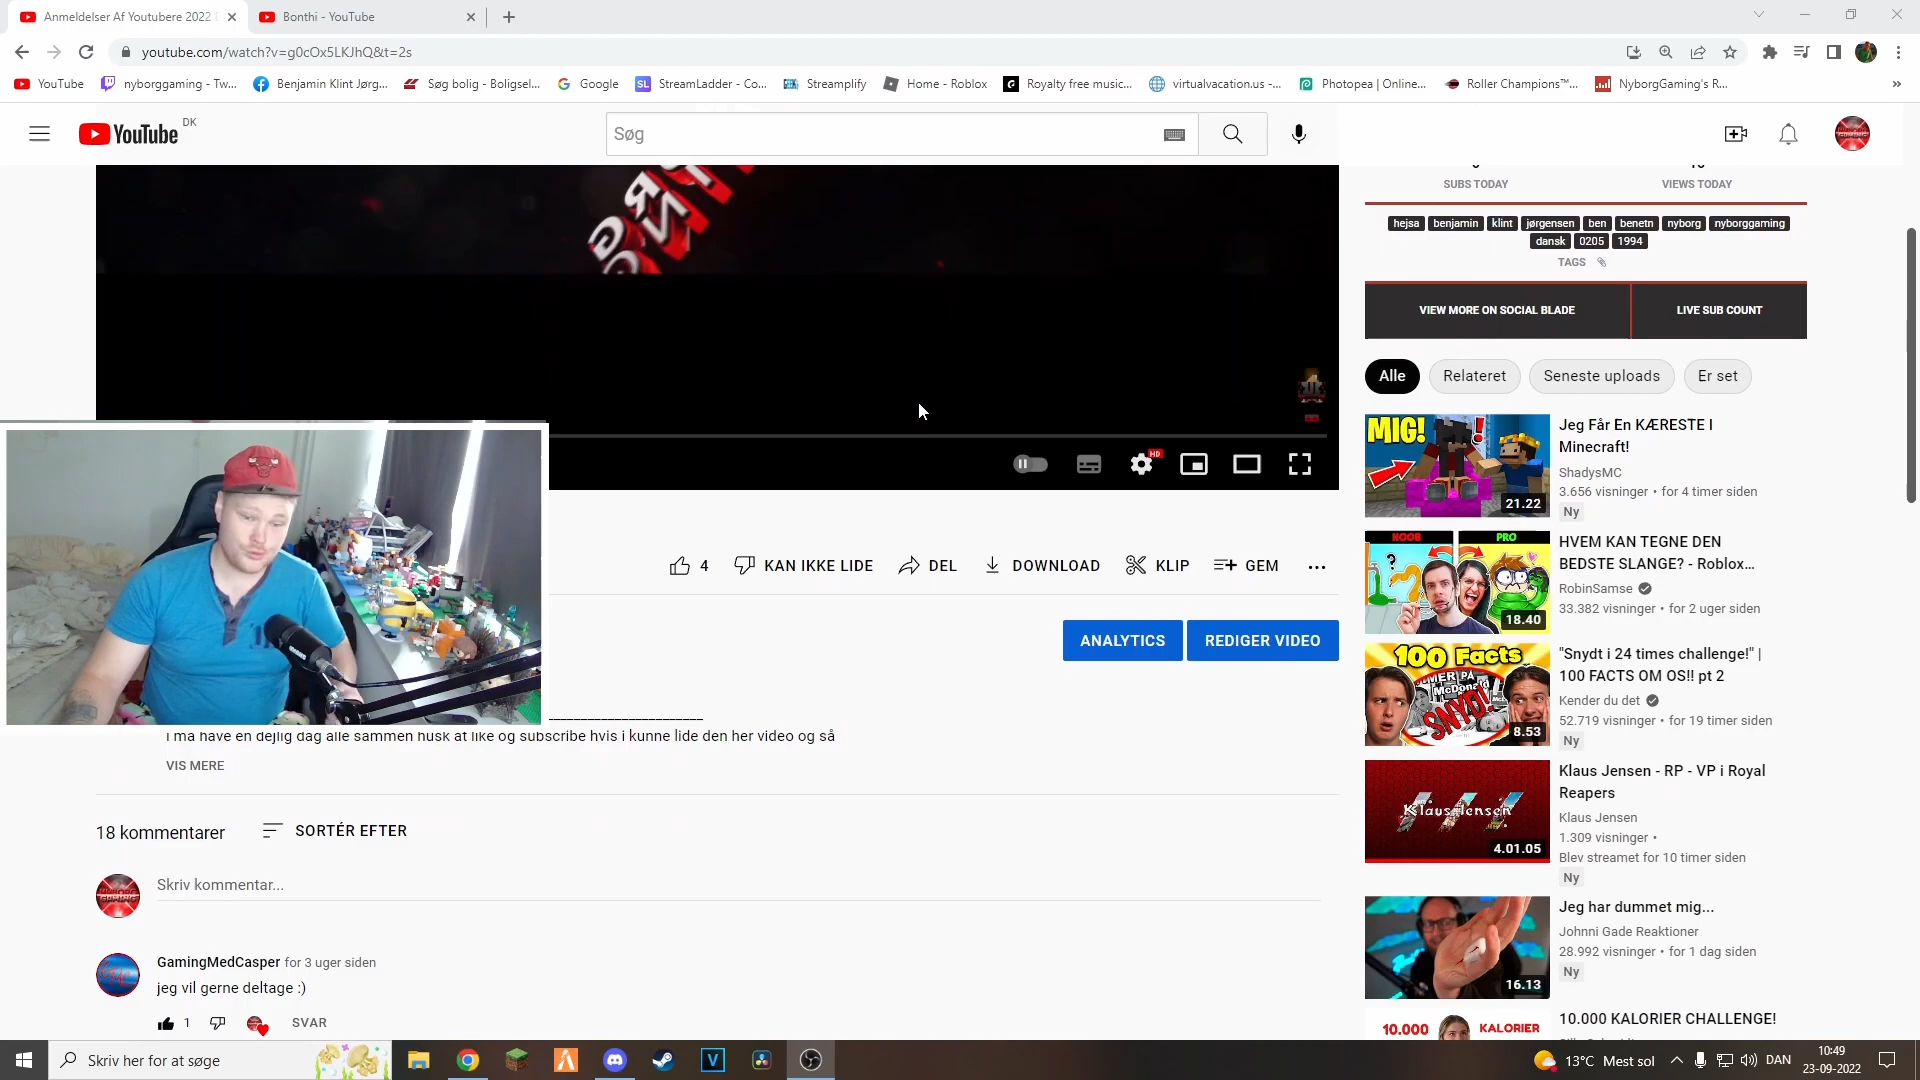 Anmeldelser Af Youtubere 2022
Bonthi - YouTube
youtube.com/watch?v=g0cOx5LKJhQ&t=2s
YouTube
nyborggaming - Tw...
Benjamin Klint Jørg...
Søg bolig - Boligsel...
Google
StreamLadder - Co...
Streamplify
Home - Roblox
Royalty free music...
virtualvacation.us -...
Photopea | Online...
Roller Champions™...
NyborgGaming's R...
YouTube DK
Søg
SUBS TODAY
VIEWS TODAY
hejsa benjamin klint jørgensen ben benetn nyborg nyborggaming
dansk 0205 1994
TAGS
VIEW MORE ON SOCIAL BLADE
LIVE SUB COUNT
Alle
Relateret
Seneste uploads
Er set
HD
4
KAN IKKE LIDE
DEL
DOWNLOAD
KLIP
GEM
ANALYTICS
REDIGER VIDEO
i må have en dejlig dag alle sammen husk at like og subscribe hvis i kunne lide den her video og så
VIS MERE
18 kommentarer
SORTÉR EFTER
Skriv kommentar...
GamingMedCasper for 3 uger siden
jeg vil gerne deltage :)
1
SVAR
MIG!
21.22
Jeg Får En KÆRESTE I
Minecraft!
ShadysMC
3.656 visninger • for 4 timer siden
Ny
NOOB
PRO
18.40
HVEM KAN TEGNE DEN
BEDSTE SLANGE? - Roblox...
RobinSamse
33.382 visninger • for 2 uger siden
100 Facts
SNYD!
8.53
"Snydt i 24 times challenge!" |
100 FACTS OM OS!! pt 2
Kender du det
52.719 visninger • for 19 timer siden
Ny
Klaus Jensen
4.01.05
Klaus Jensen - RP - VP i Royal
Reapers
Klaus Jensen
1.309 visninger •
Blev streamet for 10 timer siden
Ny
16.13
Jeg har dummet mig...
Johnni Gade Reaktioner
28.992 visninger • for 1 dag siden
Ny
10.000
KALORIER
10.000 KALORIER CHALLENGE!
Skriv her for at søge
13°C Mest sol
DAN
10:49
23-09-2022